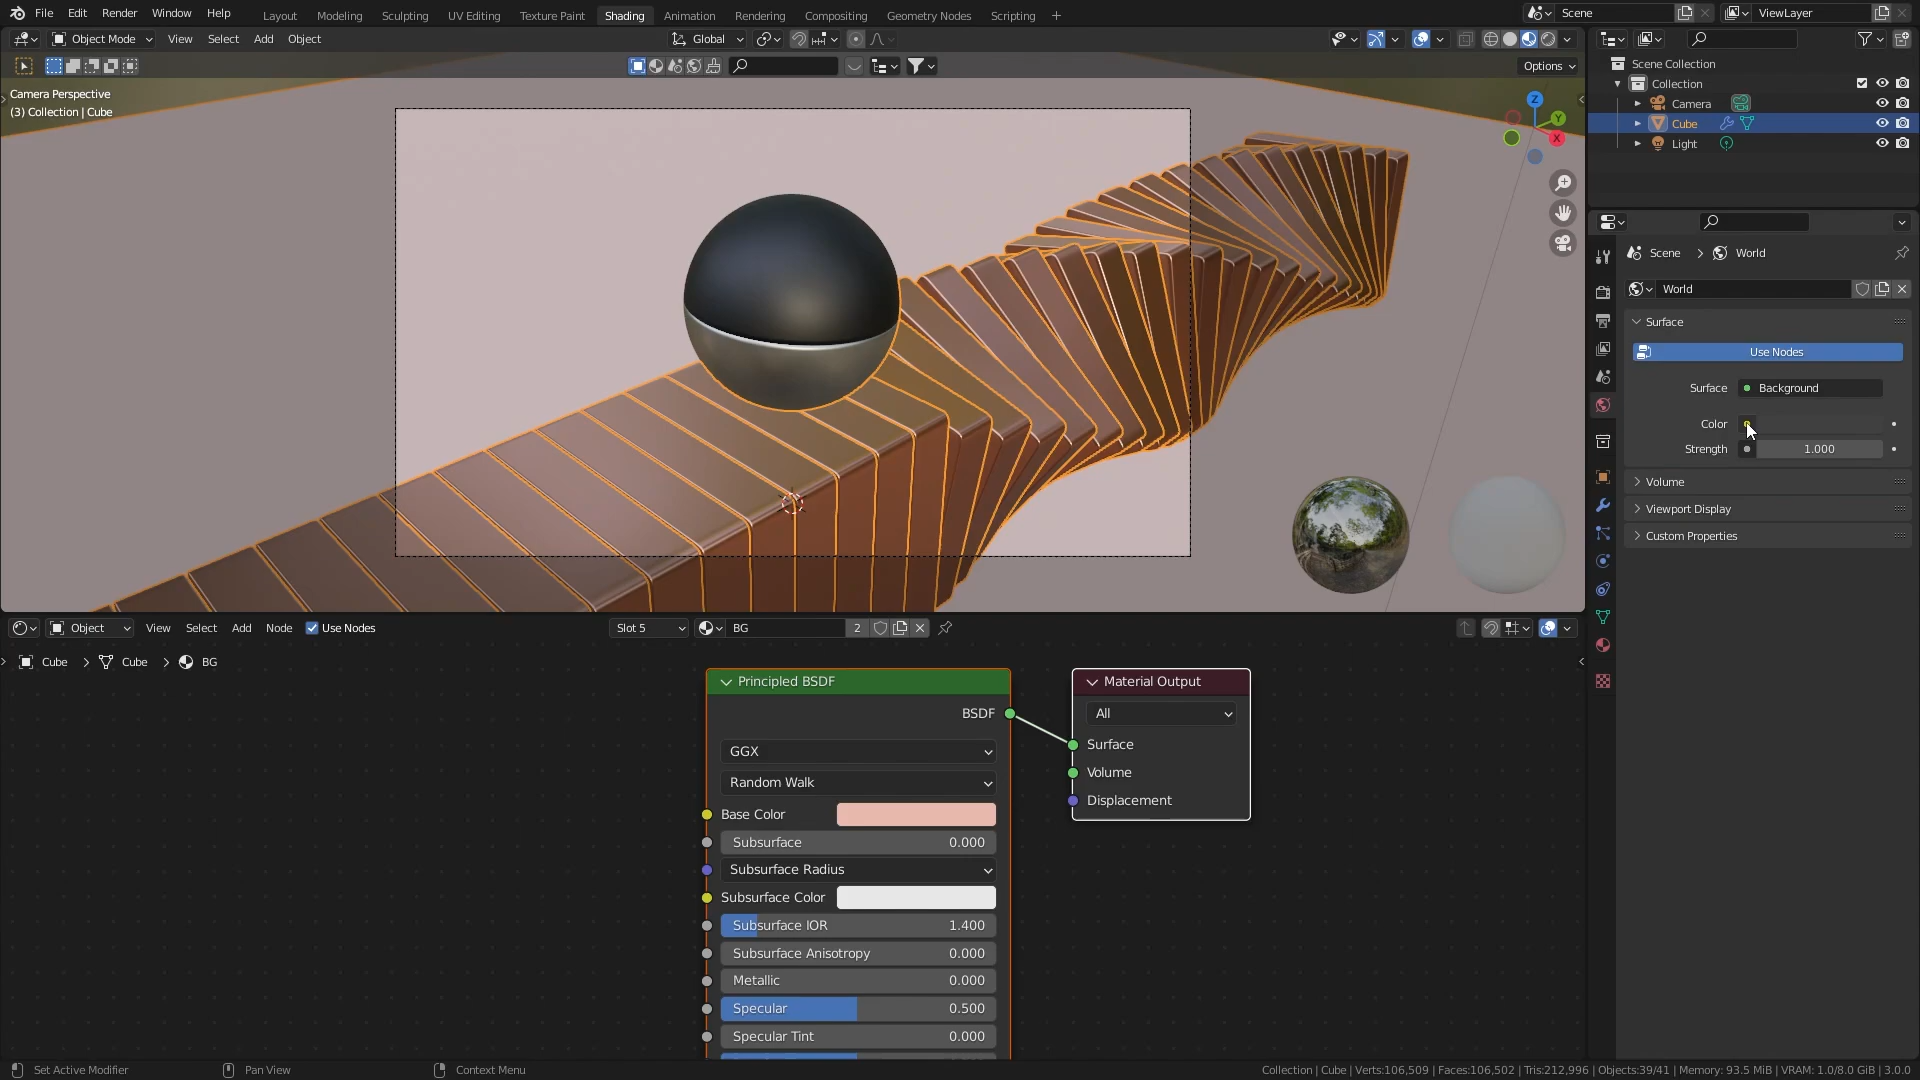 File Edit Render Window Help Layout Modeling Sculpting UV Editing Texture Paint Shading Animation Rendering Compositing Geometry Nodes Scripting + Scene ViewLayer
Object Mode View Select Add Object Global
Options
Camera Perspective
(3) Collection | Cube
Z
Y
X
Scene Collection
Collection
Camera
Cube
Light
Scene > World
World
Surface
Use Nodes
Surface Background
Color
Strength 1.000
Volume
Viewport Display
Custom Properties
Object View Select Add Node Use Nodes Slot 5 BG 2
Cube > Cube > BG
Principled BSDF
BSDF
GGX
Random Walk
Base Color
Subsurface 0.000
Subsurface Radius
Subsurface Color
Subsurface IOR 1.400
Subsurface Anisotropy 0.000
Metallic 0.000
Specular 0.500
Specular Tint 0.000
Material Output
All
Surface
Volume
Displacement
Set Active Modifier Pan View Context Menu Collection | Cube | Verts:106,509 | Faces:106,502 | Tris:212,996 | Objects:39/41 | Memory: 93.5 MiB | VRAM: 1.0/8.0 GiB | 3.0.0